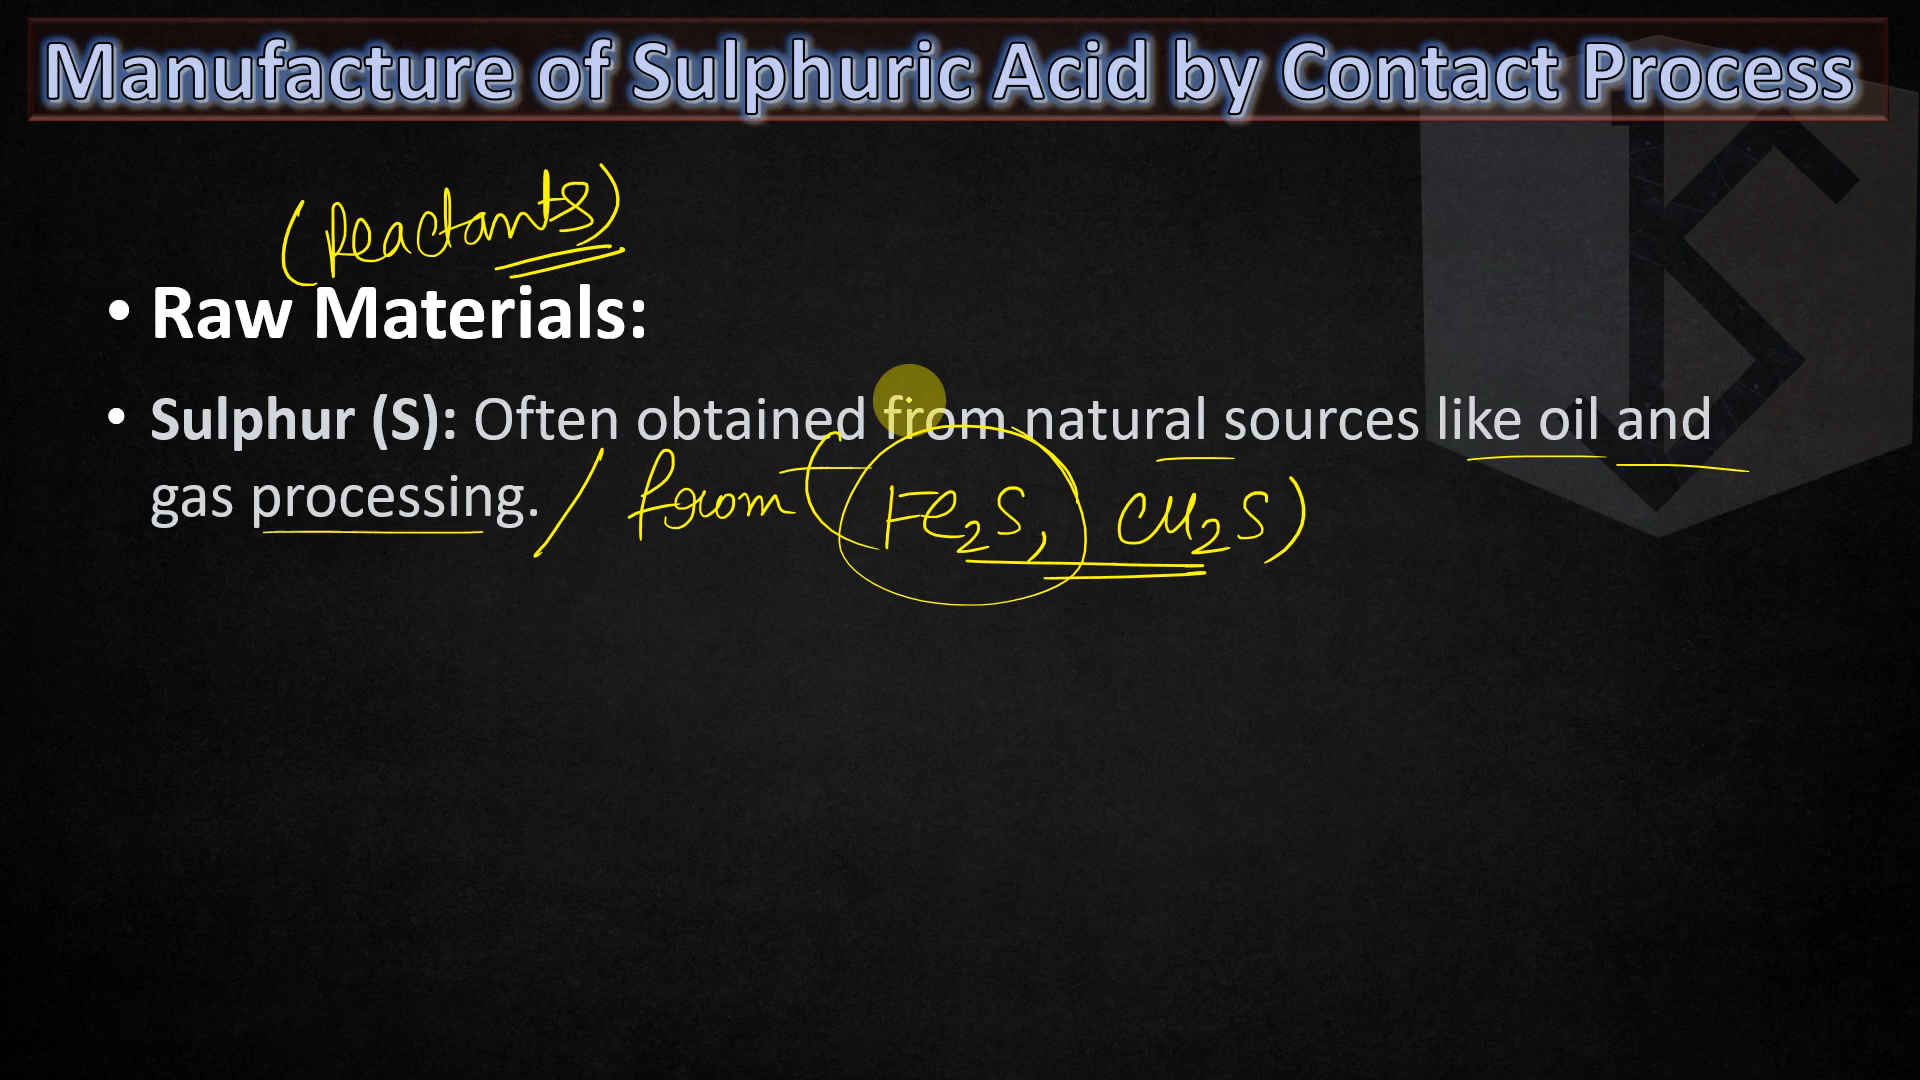 Manufacture of Sulphuric Acid by Contact Process
(Reactants)
• Raw Materials:
• Sulphur (S): Often obtained from natural sources like oil and
gas processing. / from (Fe₂S, Cu₂S)